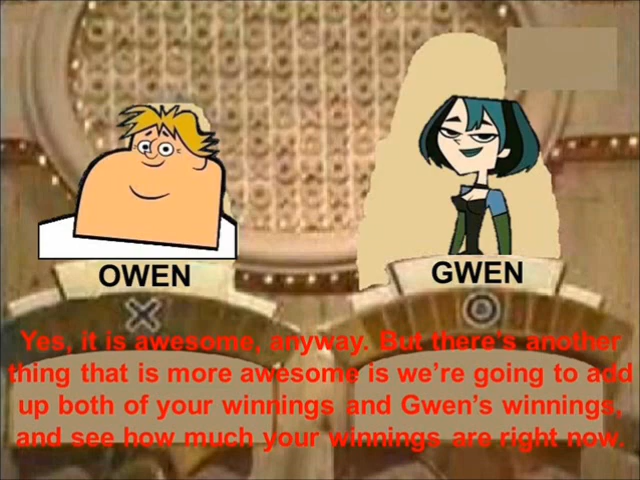 OWEN
GWEN
Yes, it is awesome, anyway. But there's another
thing that is more awesome is we're going to add
up both of your winnings and Gwen's winnings,
and see how much your winnings are right now.